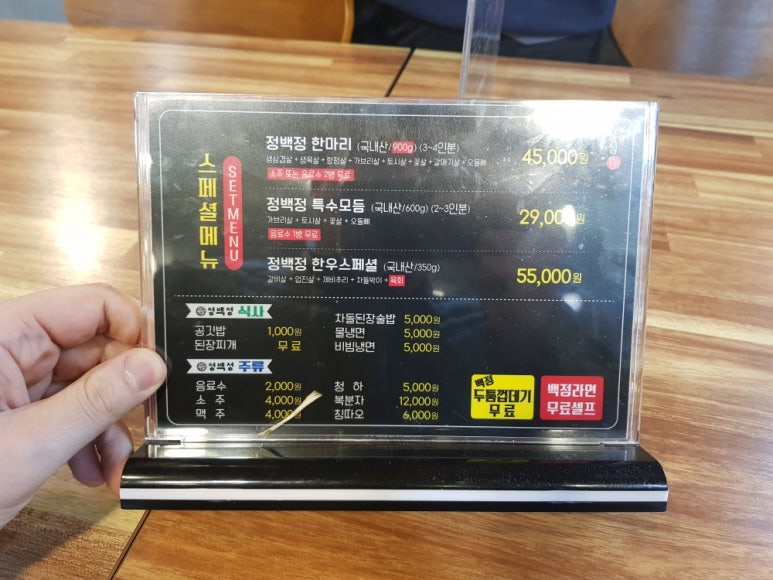 스페셜메뉴
SETMENU
정백정 한마리 (국내산/900g) (3~4인분) 45,000원
생삼겹살 + 생목살 + 항정살 + 가브리살 + 토시살 + 꽃살 + 갈매기살 + 오돌뼈
소주 또는 음료수 2병 무료
정백정 특수모듬 (국내산/600g) (2~3인분) 29,000원
가브리살 + 토시살 + 꽃살 + 오돌뼈
음료수 1병 무료
정백정 한우스페셜 (국내산/350g) 55,000원
갈비살 + 업진살 + 제비추리 + 차돌박이 + 육회
정백정 식사
공깃밥 1,000원
된장찌개 무료
차돌된장술밥 5,000원
물냉면 5,000원
비빔냉면 5,000원
정백정 주류
음료수 2,000원
소 주 4,000원
맥 주 4,000원
청 하 5,000원
복분자 12,000원
칭따오 6,000원
백정
두툼껍데기
무료
백정라면
무료셀프